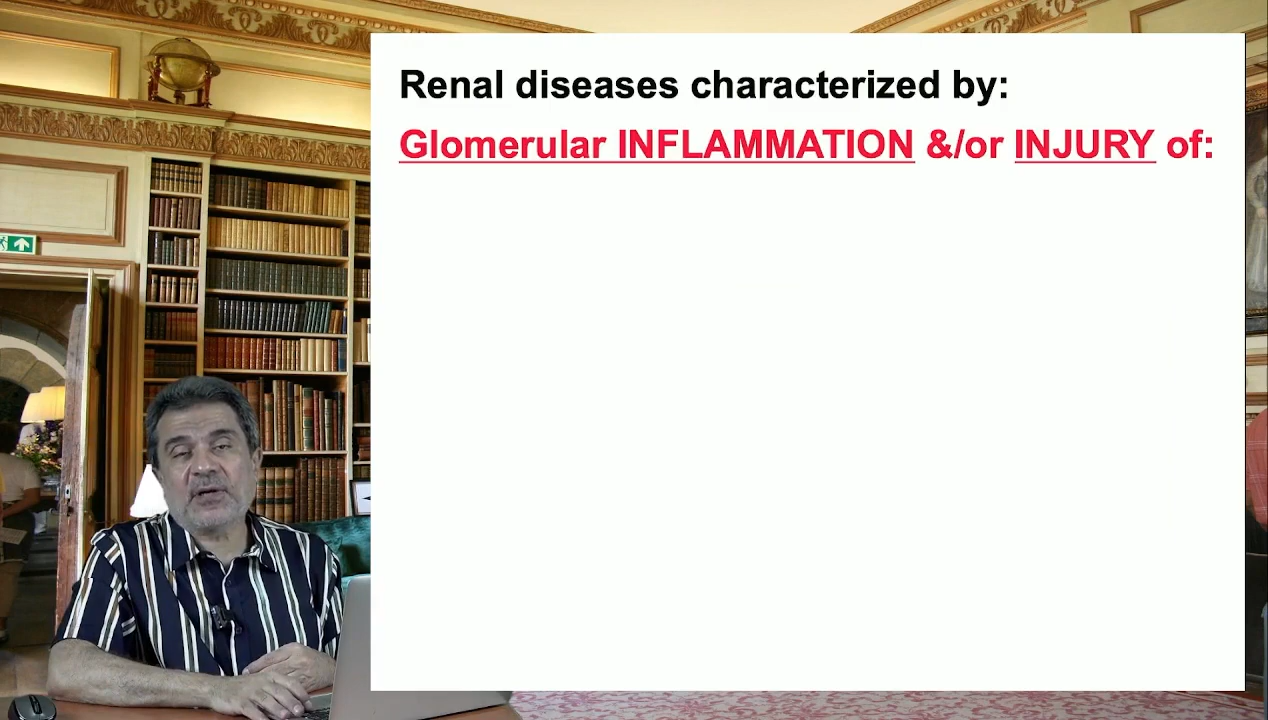 Renal diseases characterized by:
Glomerular INFLAMMATION &/or INJURY of: